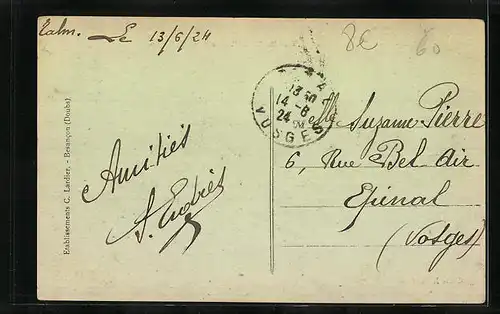 Le 13/6/24
8€
60
Etablissements C. Lardier, - Besançon (Doubs)
13 30
14 - 6
24
VOSGES
Amitiés
Mlle Suzanne Pierre
6, Rue Bel Air
Epinal
(Vosges)